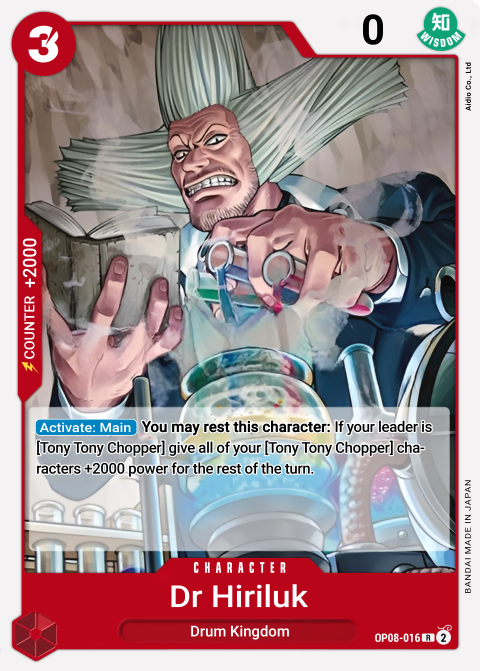 3
0
知
WISDOM
Aidio Co., Ltd
COUNTER +2000
Activate: Main You may rest this character: If your leader is
[Tony Tony Chopper] give all of your [Tony Tony Chopper] cha-
racters +2000 power for the rest of the turn.
BANDAI MADE IN JAPAN
CHARACTER
Dr Hiriluk
Drum Kingdom
OP08-016 R 2